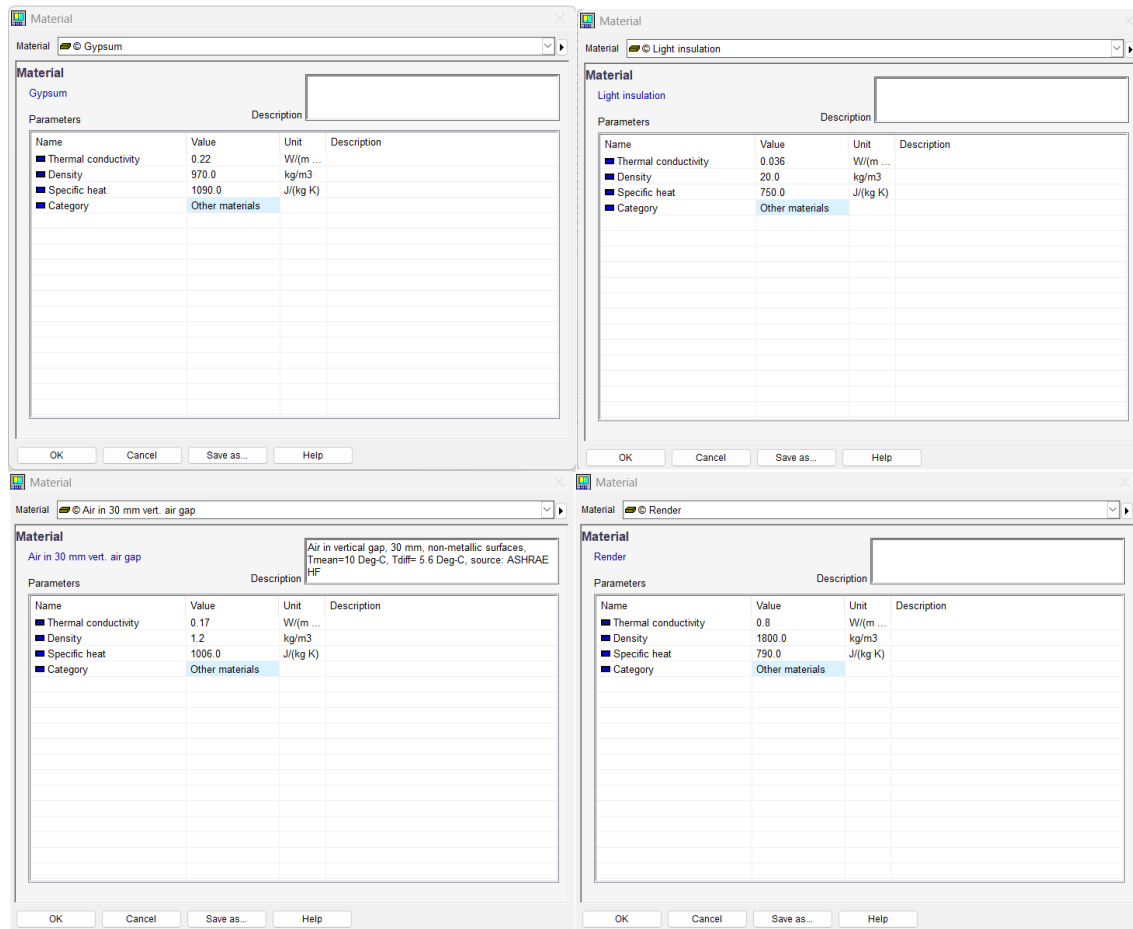 Material
Material © Gypsum
Material
Gypsum
Description
Parameters
Name Value Unit Description
Thermal conductivity 0.22 W/(m ...
Density 970.0 kg/m3
Specific heat 1090.0 J/(kg K)
Category Other materials
OK Cancel Save as... Help
Material
Material © Light insulation
Material
Light insulation
Description
Parameters
Name Value Unit Description
Thermal conductivity 0.036 W/(m ...
Density 20.0 kg/m3
Specific heat 750.0 J/(kg K)
Category Other materials
OK Cancel Save as... Help
Material
Material © Air in 30 mm vert. air gap
Material
Air in 30 mm vert. air gap
Air in vertical gap, 30 mm, non-metallic surfaces,
Tmean=10 Deg-C, Tdiff= 5.6 Deg-C, source: ASHRAE
HF
Description
Parameters
Name Value Unit Description
Thermal conductivity 0.17 W/(m ...
Density 1.2 kg/m3
Specific heat 1006.0 J/(kg K)
Category Other materials
OK Cancel Save as... Help
Material
Material © Render
Material
Render
Description
Parameters
Name Value Unit Description
Thermal conductivity 0.8 W/(m ...
Density 1800.0 kg/m3
Specific heat 790.0 J/(kg K)
Category Other materials
OK Cancel Save as... Help